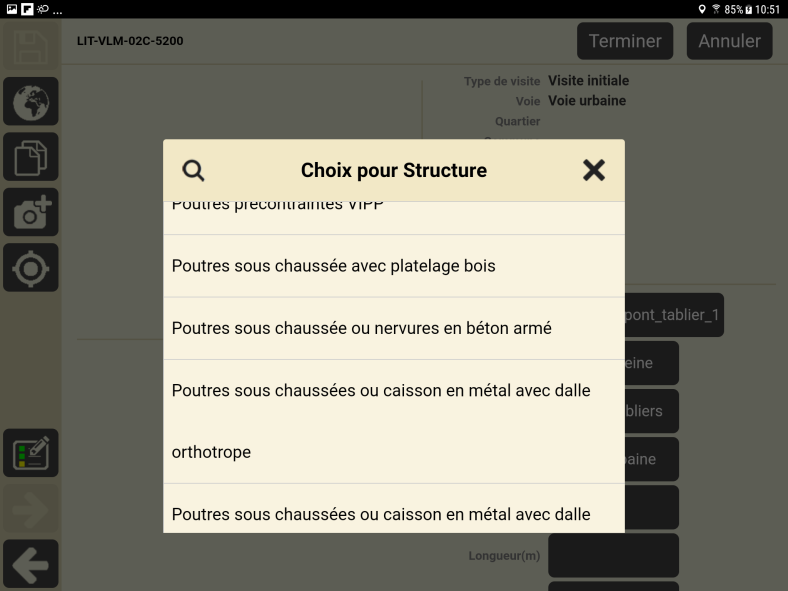 ...
85% 10:51
LIT-VLM-02C-5200
Terminer
Annuler
Type de visite Visite initiale
Voie Voie urbaine
Quartier
Choix pour Structure
Poutres précontraintes VIPP
Poutres sous chaussée avec platelage bois
Poutres sous chaussée ou nervures en béton armé
Poutres sous chaussées ou caisson en métal avec dalle
orthotrope
Poutres sous chaussées ou caisson en métal avec dalle
pont_tablier_1
eine
bliers
baine
Longueur(m)